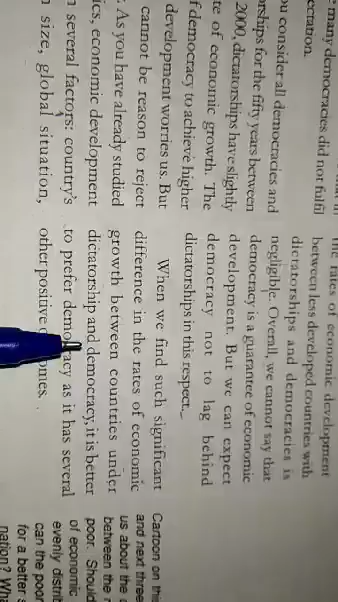 many democracies did not fulfil
expectation.
you consider all democracies and
dictatorships for the fifty years between
2000, dictatorships have slightly
rate of economic growth. The
of democracy to achieve higher
development worries us. But
cannot be reason to reject
. As you have already studied
economic development
several factors: country's
size, global situation,
the rates of economic development
between less developed countries with
dictatorships and democracies is
negligible. Overall, we cannot say that
democracy is a guarantee of economic
development. But we can expect
democracy not to lag behind
dictatorships in this respect.
When we find such significant
difference in the rates of economic
growth between countries under
dictatorship and democracy, it is better
to prefer democracy as it has several
other positive
Cartoon on this
and next three
us about the
between the
poor. Should
of economic
evenly
can the poor
for a better
nation?